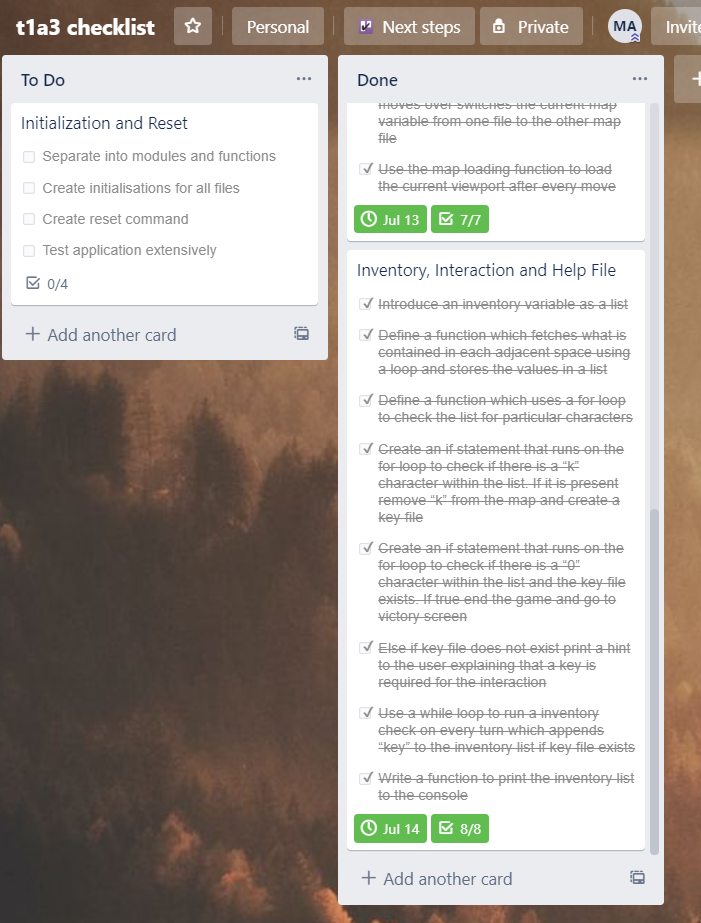 t1a3 checklist
Personal
Next steps
Private
MA
Invite
To Do
Initialization and Reset
Separate into modules and functions
Create initialisations for all files
Create reset command
Test application extensively
0/4
+ Add another card
Done
moves over switches the current map
variable from one file to the other map
file
Use the map loading function to load
the current viewport after every move
Jul 13
7/7
Inventory, Interaction and Help File
Introduce an inventory variable as a list
Define a function which fetches what is
contained in each adjacent space using
a loop and stores the values in a list
Define a function which uses a for loop
to check the list for particular characters
Create an if statement that runs on the
for loop to check if there is a “k”
character within the list. If it is present
remove “k” from the map and create a
key file
Create an if statement that runs on the
for loop to check if there is a “0”
character within the list and the key file
exists. If true end the game and go to
victory screen
Else if key file does not exist print a hint
to the user explaining that a key is
required for the interaction
Use a while loop to run a inventory
check on every turn which appends
“key” to the inventory list if key file exists
Write a function to print the inventory list
to the console
Jul 14
8/8
+ Add another card